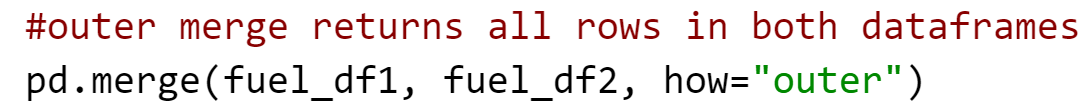 #outer merge returns all rows in both dataframes
pd.merge(fuel_df1, fuel_df2, how="outer")